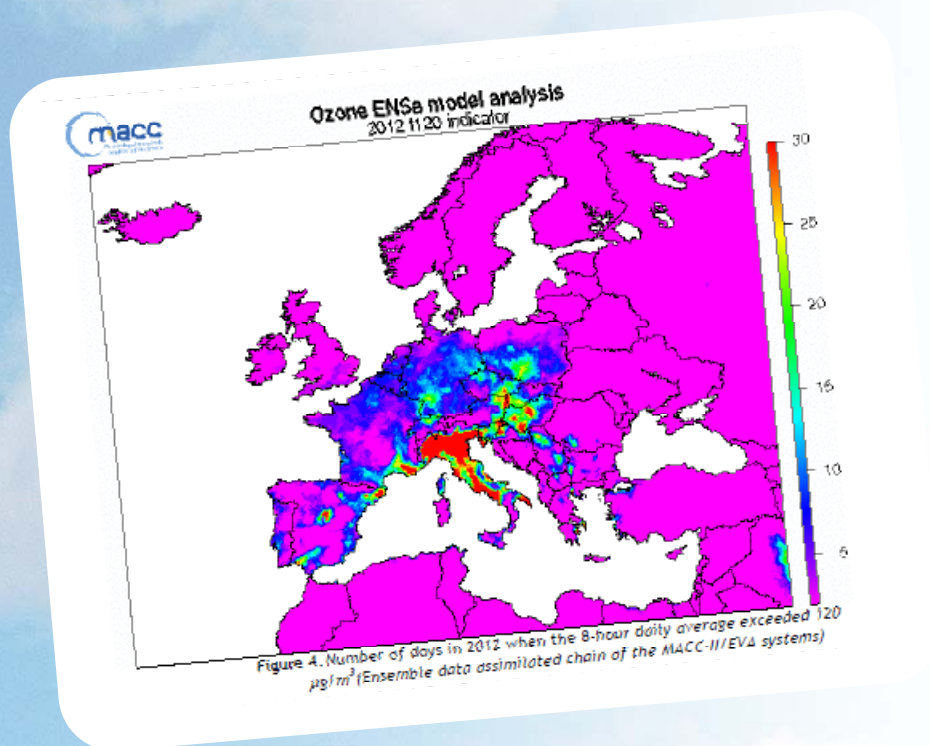 macc
Ozone ENSa model analysis
2012 1120 indicator
30
25
20
15
10
5
Figure 4. Number of days in 2012 when the 8-hour daily average exceeded 120
µg/m³ (Ensemble data assimilated chain of the MACC-II/EVA systems)